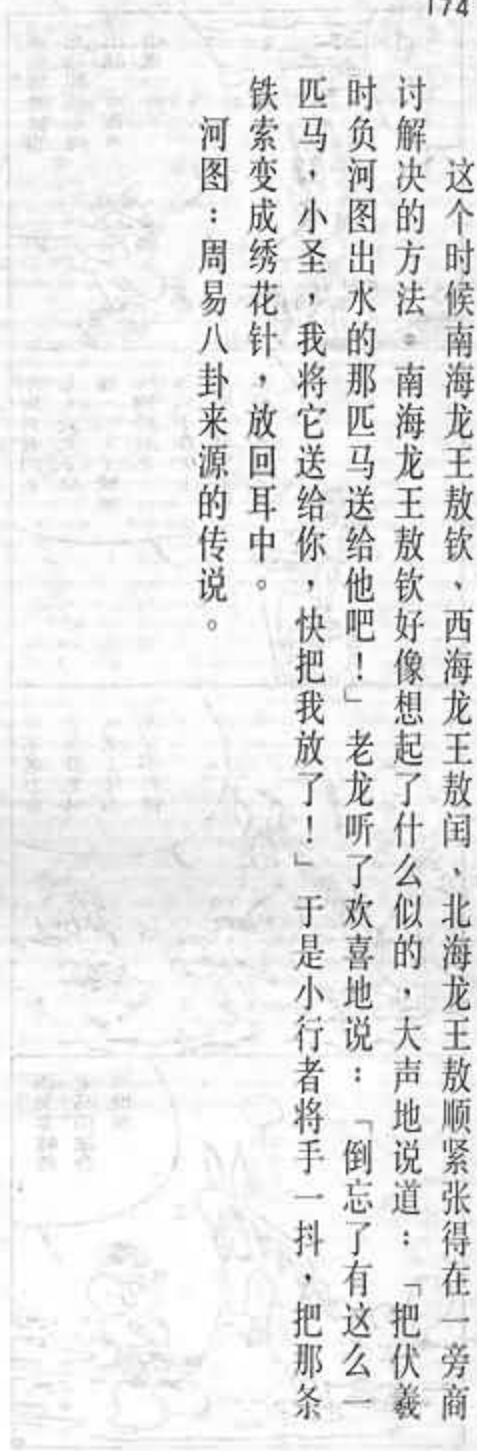 174
这个时候南海龙王敖钦、西海龙王敖闰、北海龙王敖顺紧张得在一旁商
讨解决的方法。南海龙王敖钦好像想起了什么似的，大声地说道：「把伏羲
时负河图出水的那匹马送给他吧！」老龙听了欢喜地说：「倒忘了有这么一
匹马，小圣，我将它送给你，快把我放了！」于是小行者将手一抖，把那条
铁索变成绣花针，放回耳中。
河图：周易八卦来源的传说。